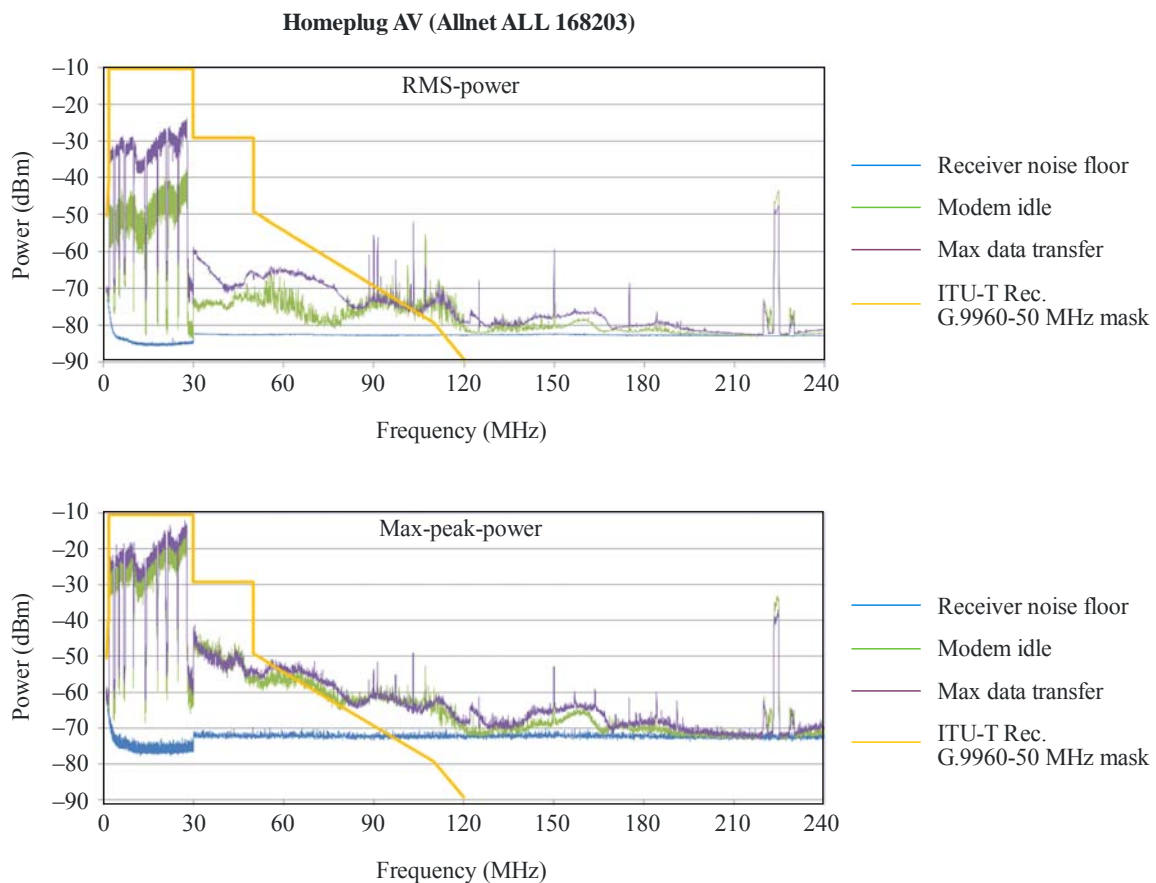 Homeplug AV (Allnet ALL 168203)
RMS-power
Power (dBm)
–10
–20
–30
–40
–50
–60
–70
–80
–90
0 30 60 90 120 150 180 210 240
Frequency (MHz)
Receiver noise floor
Modem idle
Max data transfer
ITU-T Rec.
G.9960-50 MHz mask
Max-peak-power
Power (dBm)
–10
–20
–30
–40
–50
–60
–70
–80
–90
0 30 60 90 120 150 180 210 240
Frequency (MHz)
Receiver noise floor
Modem idle
Max data transfer
ITU-T Rec.
G.9960-50 MHz mask